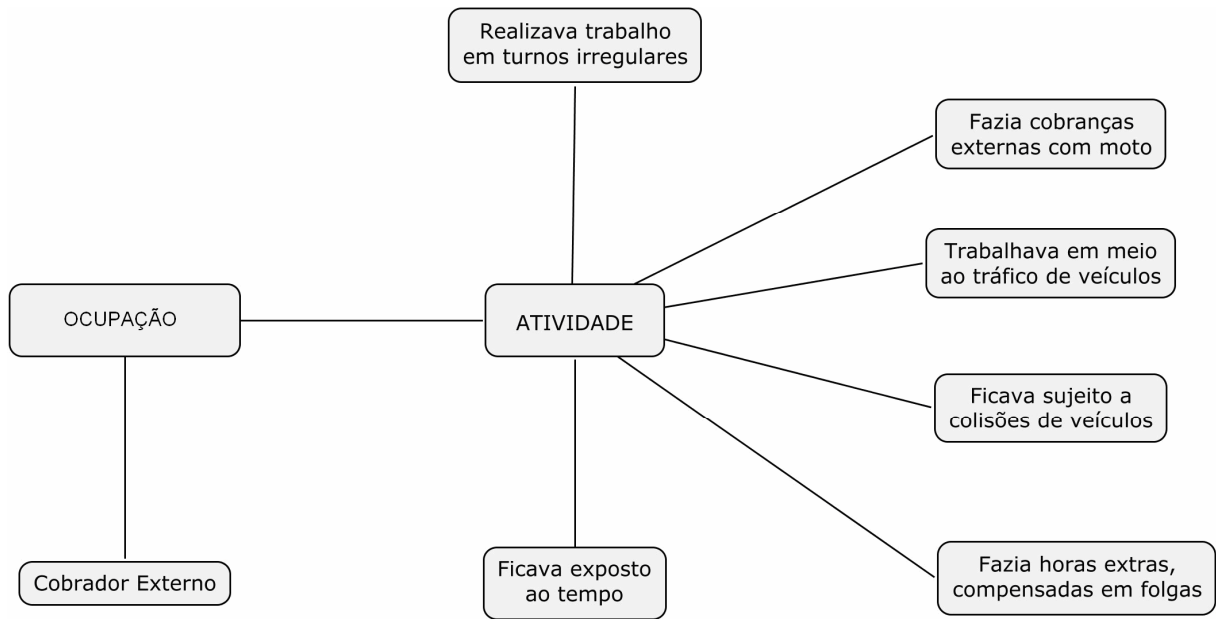 Realizava trabalho
em turnos irregulares
Fazia cobranças
externas com moto
Trabalhava em meio
ao tráfico de veículos
OCUPAÇÃO
ATIVIDADE
Ficava sujeito a
colisões de veículos
Cobrador Externo
Ficava exposto
ao tempo
Fazia horas extras,
compensadas em folgas